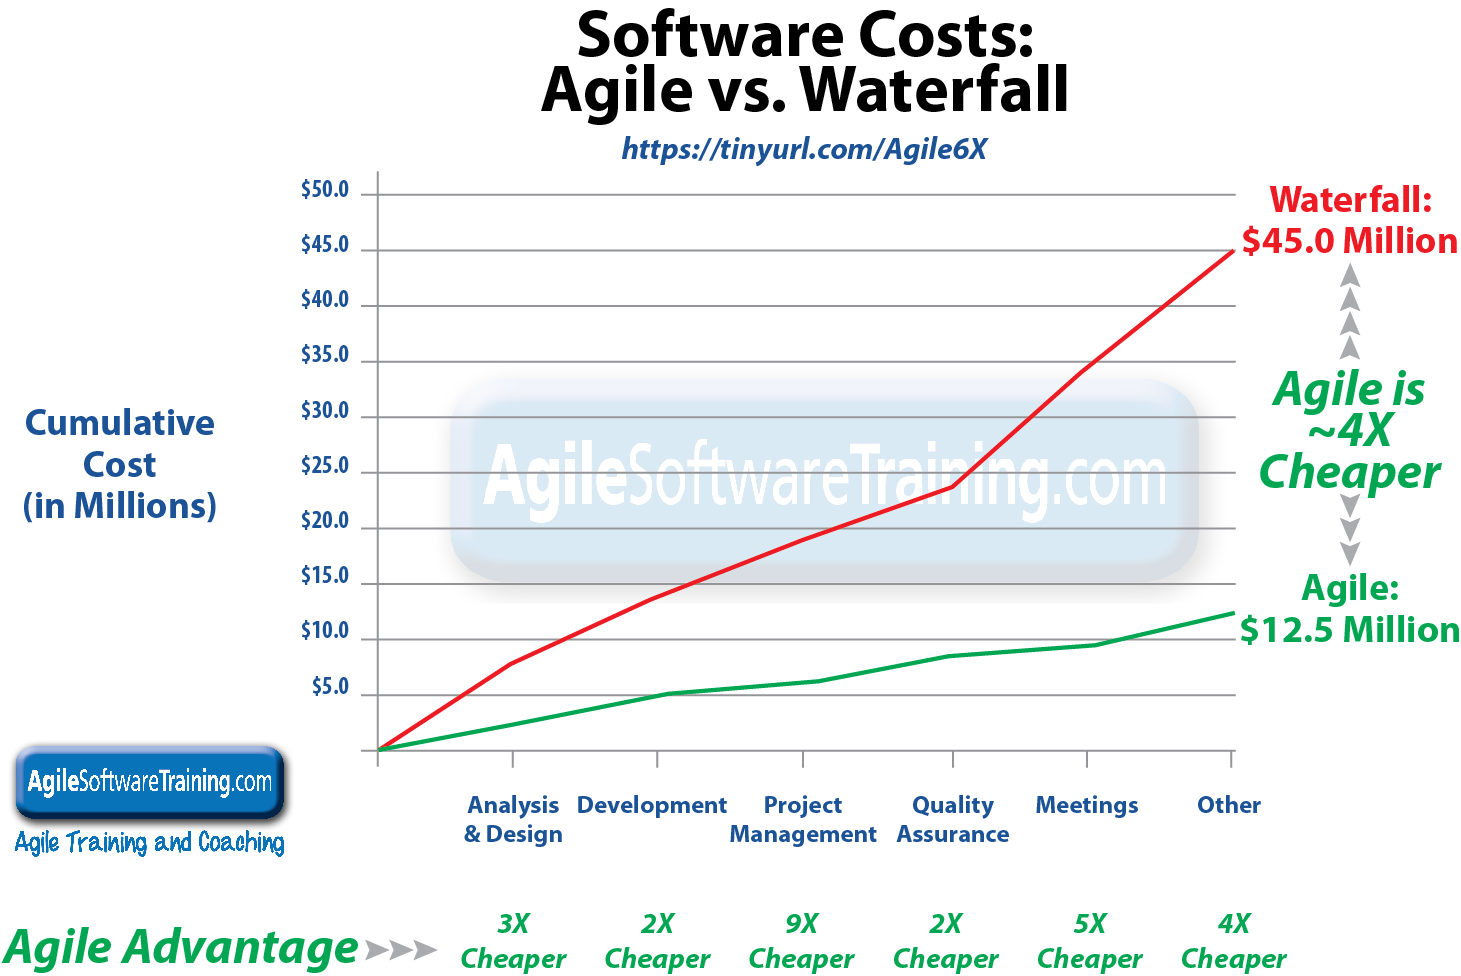 Software Costs:
Agile vs. Waterfall
https://tinyurl.com/Agile6X
$50.0
$45.0
$40.0
$35.0
$30.0
$25.0
$20.0
$15.0
$10.0
$5.0
Cumulative
Cost
(in Millions)
AgileSoftwareTraining.com
Waterfall:
$45.0 Million
Agile is
~4X
Cheaper
Agile:
$12.5 Million
AgileSoftwareTraining.com
Agile Training and Coaching
Analysis
& Design
Development
Project
Management
Quality
Assurance
Meetings
Other
Agile Advantage
3X
Cheaper
2X
Cheaper
9X
Cheaper
2X
Cheaper
5X
Cheaper
4X
Cheaper